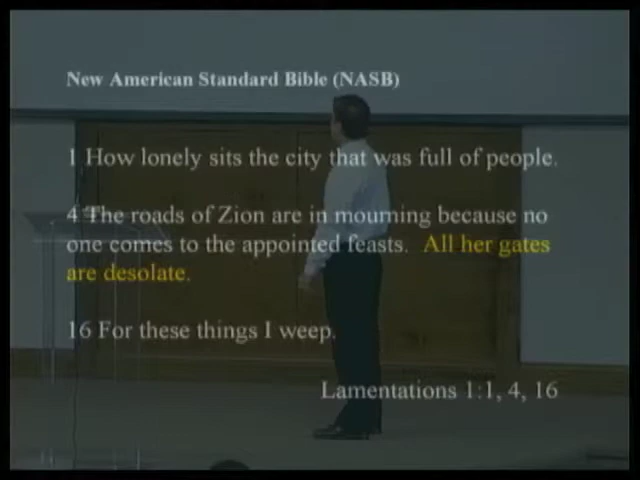 New American Standard Bible (NASB)
1 How lonely sits the city that was full of people.
4 The roads of Zion are in mourning because no
one comes to the appointed feasts. All her gates
are desolate.
16 For these things I weep.
Lamentations 1:1, 4, 16